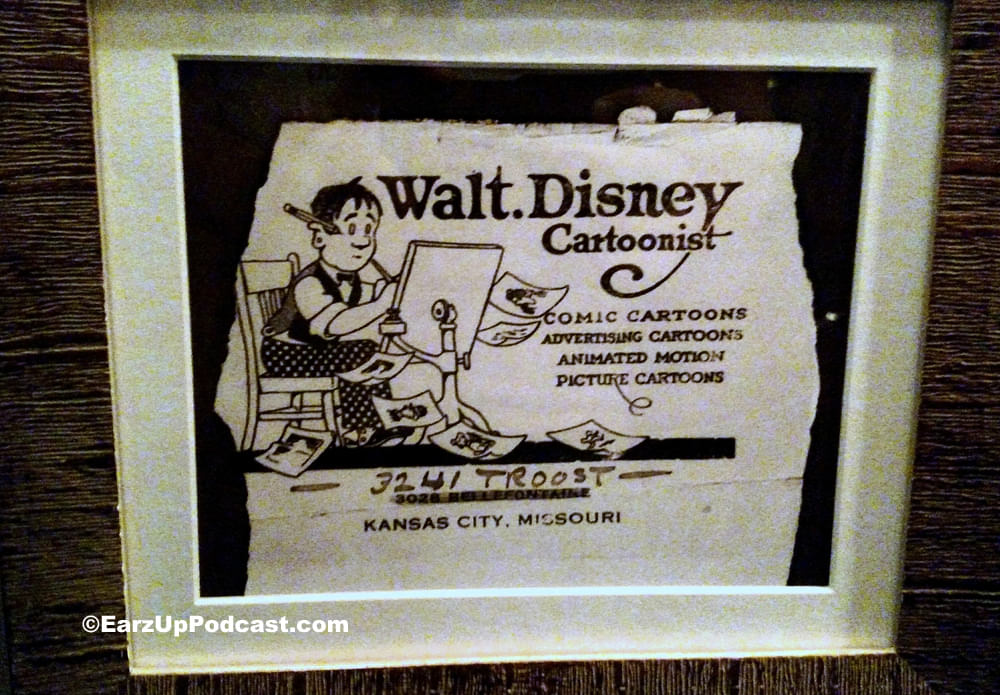 Walt. Disney
Cartoonist
COMIC CARTOONS
ADVERTISING CARTOONS
ANIMATED MOTION
PICTURE CARTOONS
— 3241 TROOST —
3028 BELLEFONTAINE
KANSAS CITY, MISSOURI
©EarzUpPodcast.com